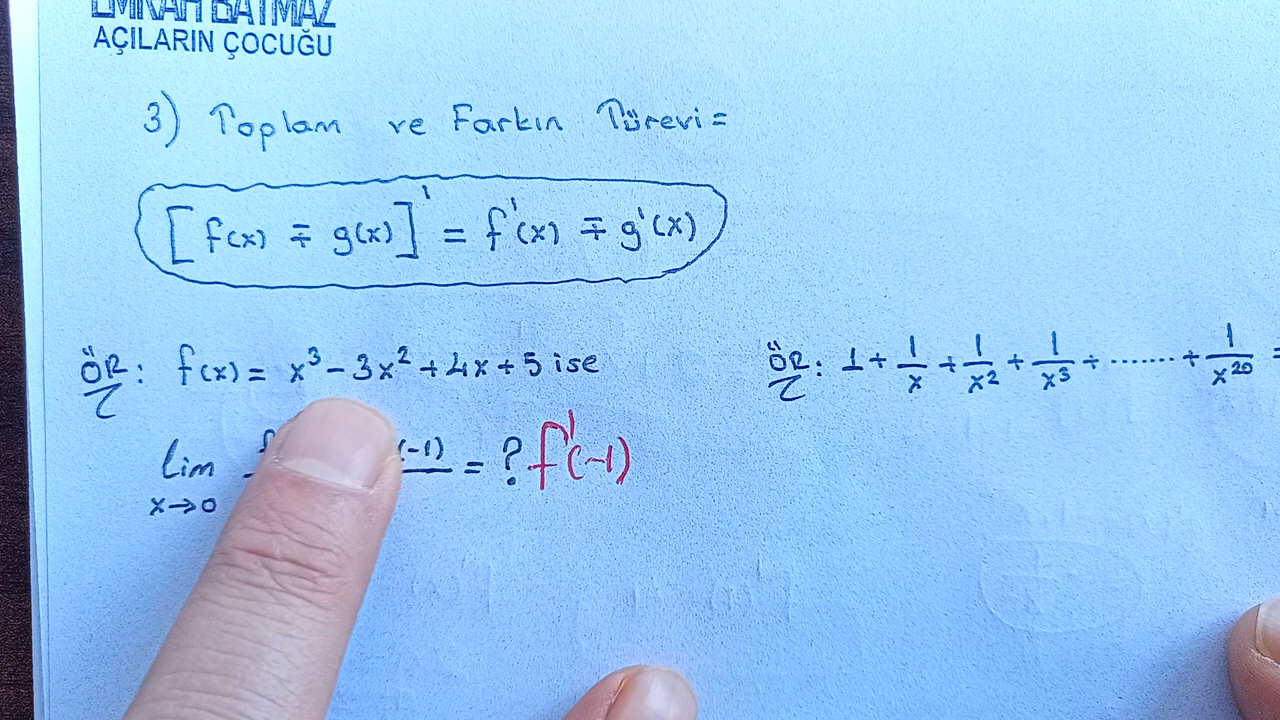 EMRAH BATMAZ
AÇILARIN ÇOCUĞU
3) Toplam ve Farkın Türevi=
[f(x) ∓ g(x)]' = f'(x) ∓ g'(x)
ÖR: f(x) = x³ - 3x² + 4x + 5 ise
lim x→0 (-1) = ? f'(-1)
ÖR: 1 + 1/x + 1/x² + 1/x³ + ....... + 1/x²⁰ =